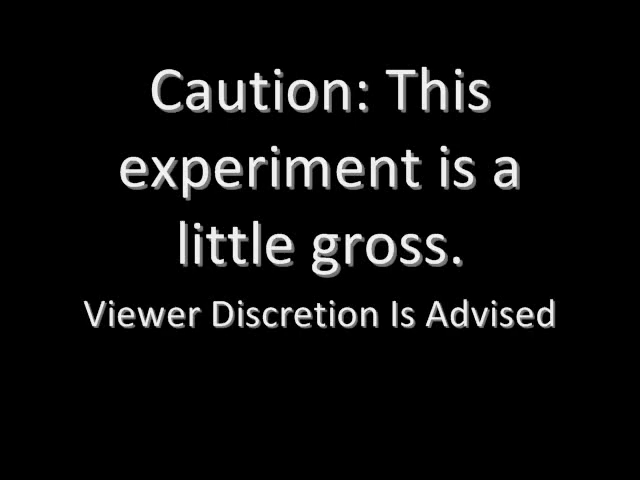 Caution: This
experiment is a
little gross.
Viewer Discretion Is Advised